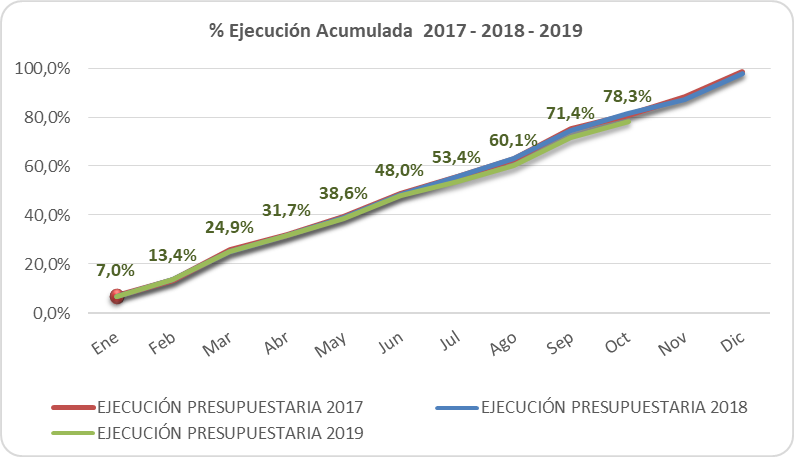 % Ejecución Acumulada 2017 - 2018 - 2019
100,0%
80,0%
60,0%
40,0%
20,0%
0,0%
7,0%
13,4%
24,9%
31,7%
38,6%
48,0%
53,4%
60,1%
71,4%
78,3%
Ene
Feb
Mar
Abr
May
Jun
Jul
Ago
Sep
Oct
Nov
Dic
EJECUCIÓN PRESUPUESTARIA 2017
EJECUCIÓN PRESUPUESTARIA 2018
EJECUCIÓN PRESUPUESTARIA 2019